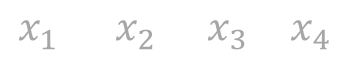 x₁ x₂ x₃ x₄